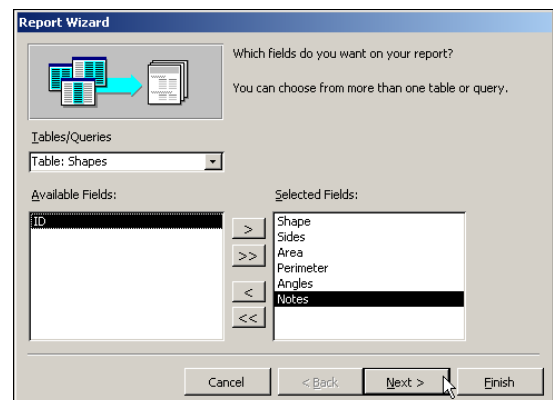 Report Wizard
Which fields do you want on your report?
You can choose from more than one table or query.
Tables/Queries
Table: Shapes
Available Fields:
ID
>
>>
<
<<
Selected Fields:
Shape
Sides
Area
Perimeter
Angles
Notes
Cancel
< Back
Next >
Finish